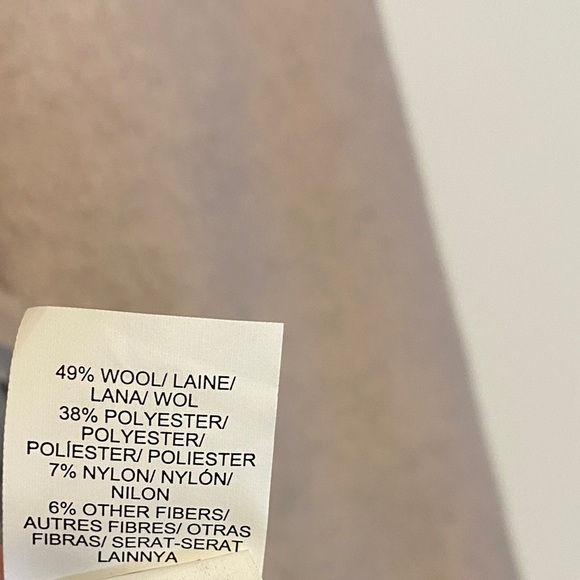 49% WOOL/ LAINE/
LANA/ WOL
38% POLYESTER/
POLYESTER/
POLÍESTER/ POLIESTER
7% NYLON/ NYLÓN/
NILON
6% OTHER FIBERS/
AUTRES FIBRES/ OTRAS
FIBRAS/ SERAT-SERAT
LAINNYA